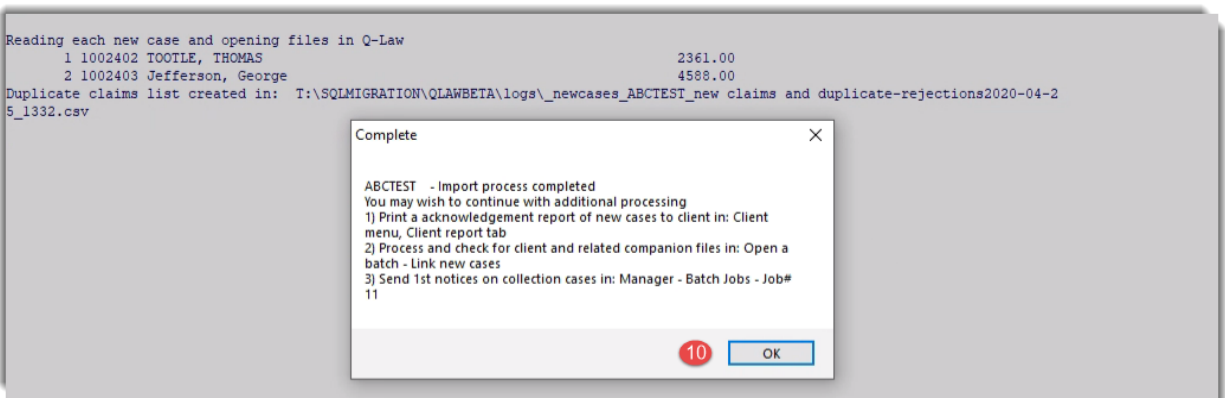 Reading each new case and opening files in Q-Law
1 1002402 TOOTLE, THOMAS 2361.00
2 1002403 Jefferson, George 4588.00
Duplicate claims list created in: T:\SQLMIGRATION\QLAWBETA\logs\_newcases_ABCTEST_new claims and duplicate-rejections2020-04-2
5_1332.csv
Complete
ABCTEST - Import process completed
You may wish to continue with additional processing
1) Print a acknowledgement report of new cases to client in: Client
menu, Client report tab
2) Process and check for client and related companion files in: Open a
batch - Link new cases
3) Send 1st notices on collection cases in: Manager - Batch Jobs - Job#
11
10
OK